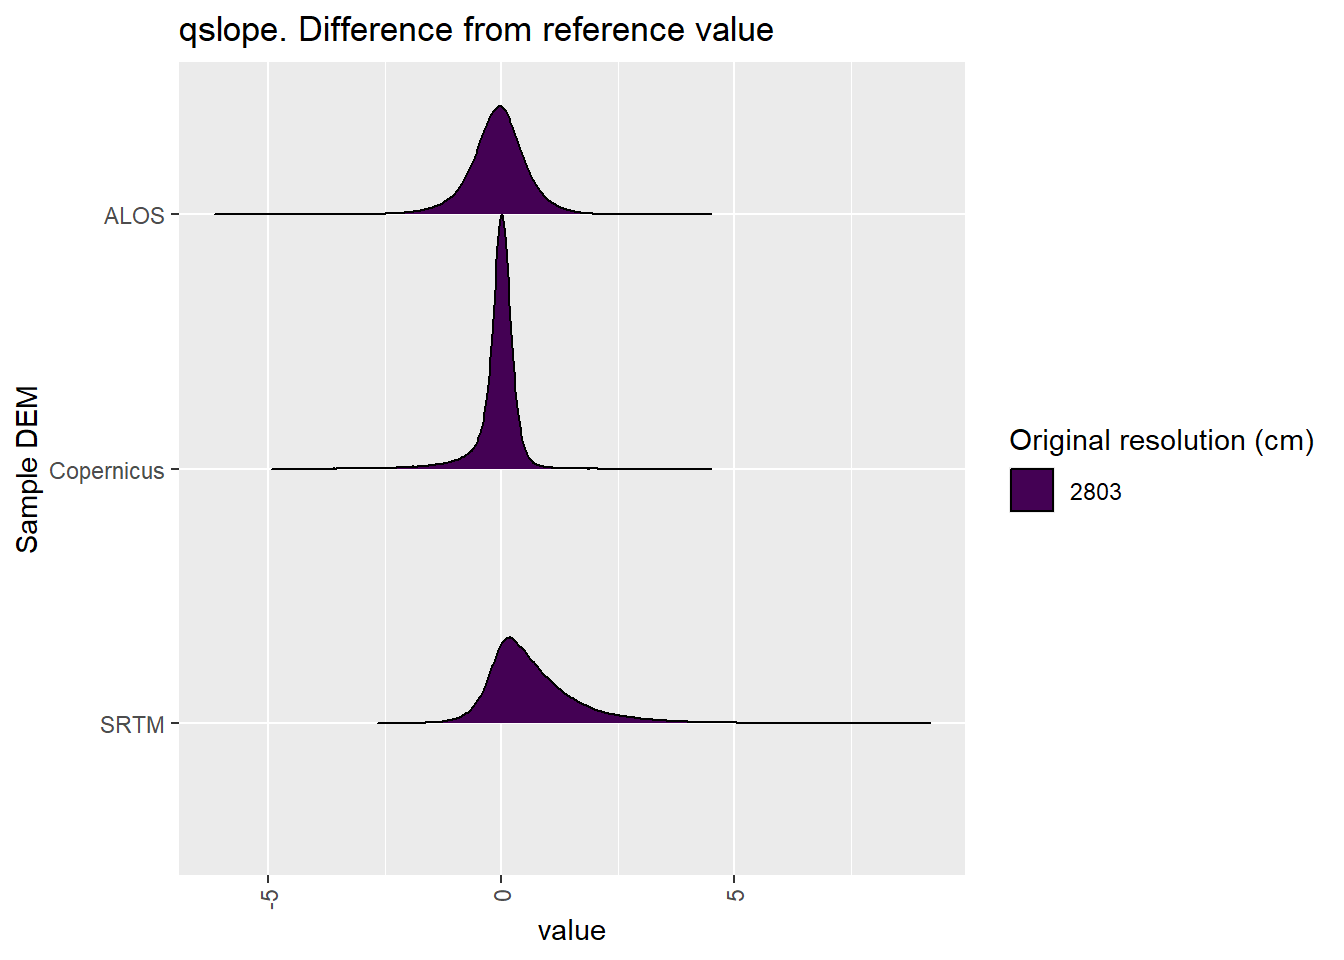 qslope. Difference from reference value
ALOS
Copernicus
SRTM
Sample DEM
-5
0
5
value
Original resolution (cm)
2803